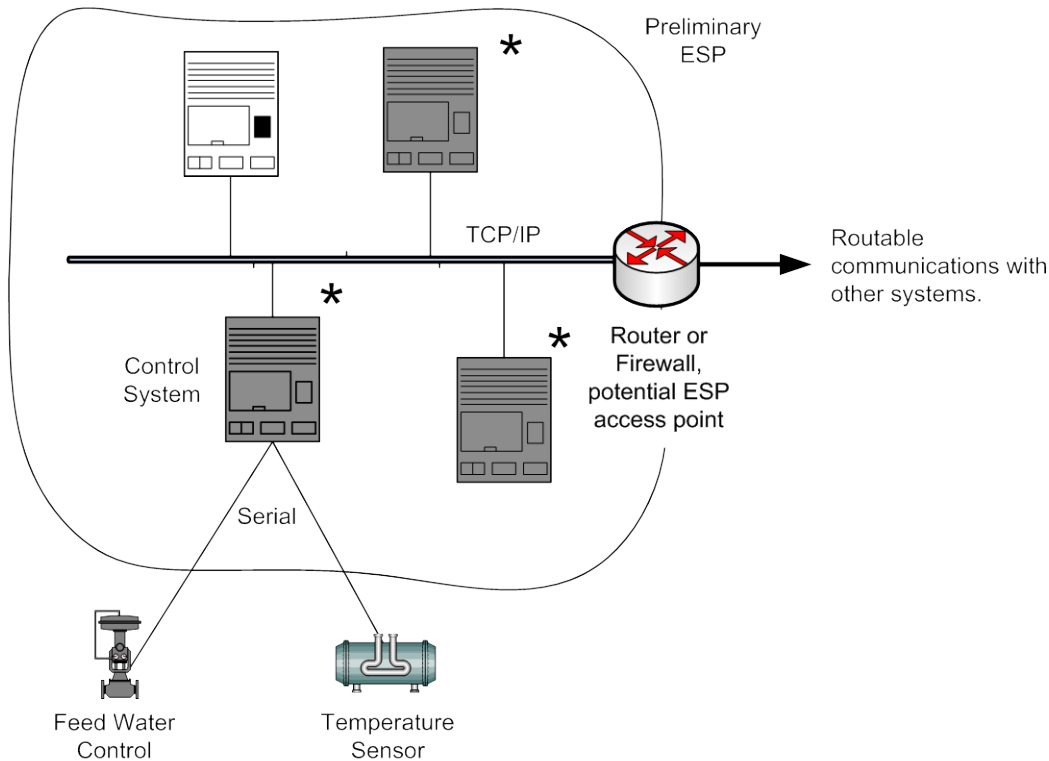 Preliminary
ESP
*
TCP/IP
Routable
communications with
other systems.
*
*
Router or
Firewall,
potential ESP
access point
Control
System
Serial
Feed Water
Control
Temperature
Sensor